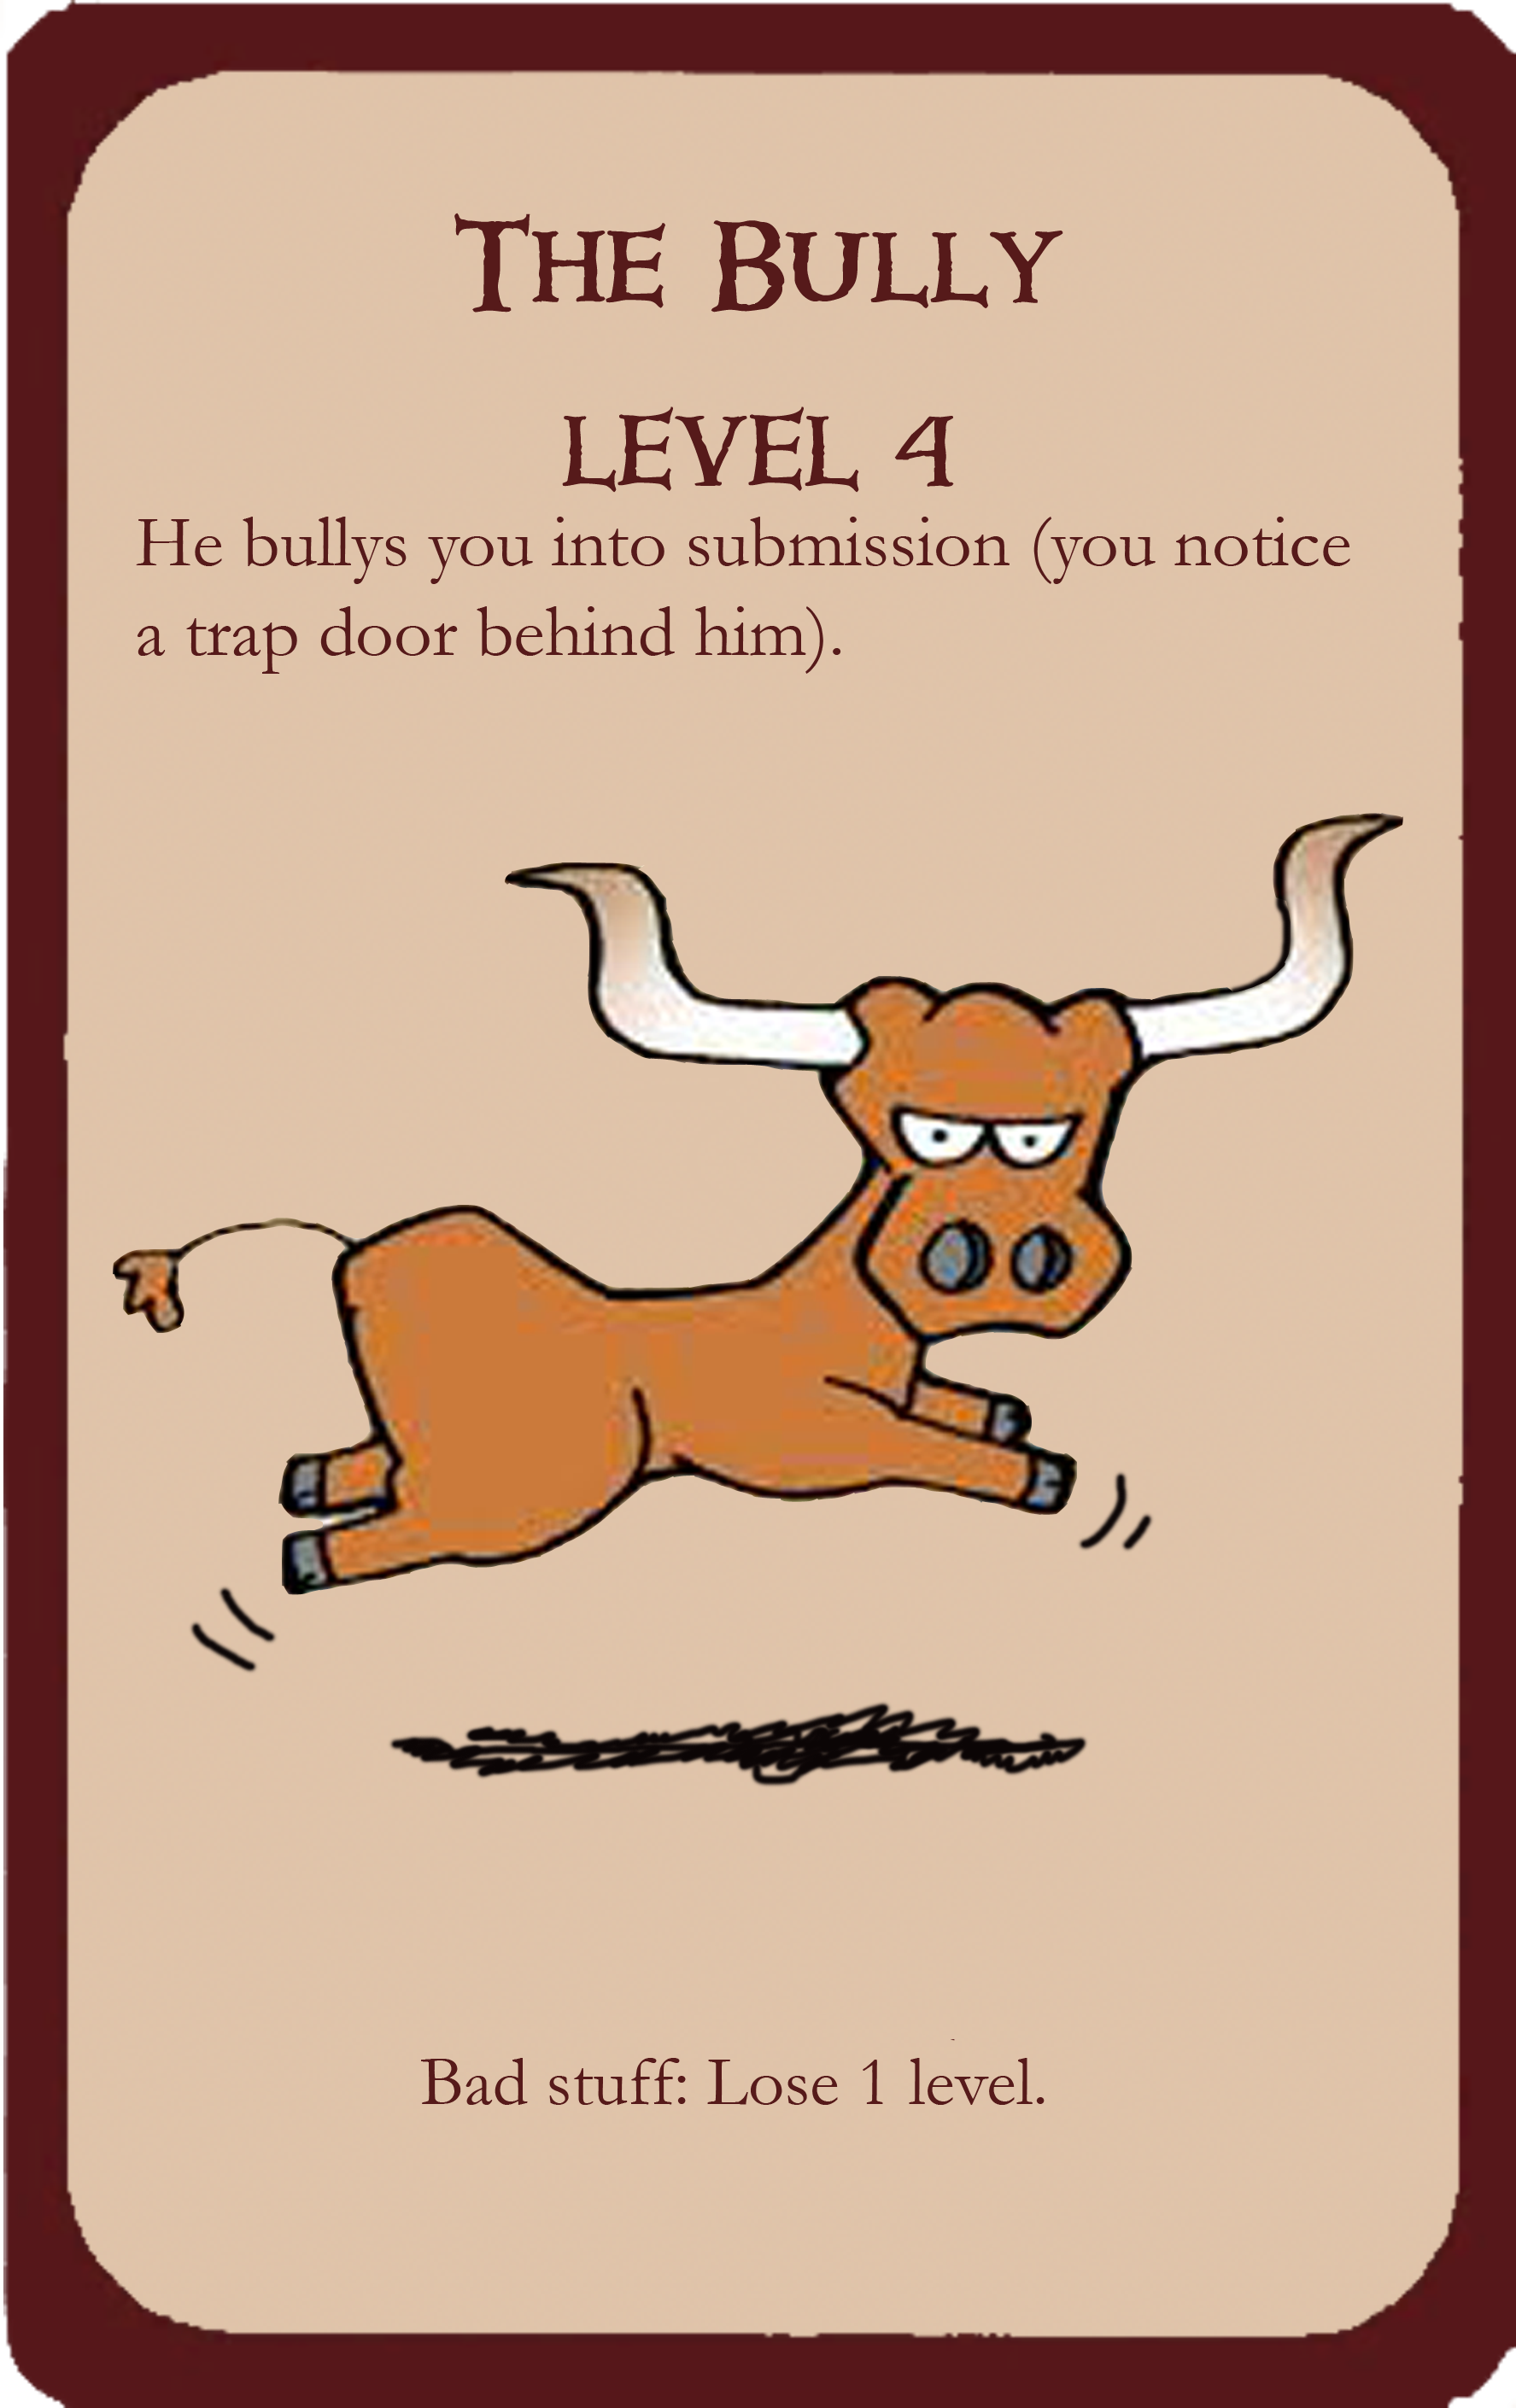 The Bully
Level 4
He bullys you into submission (you notice
a trap door behind him).
Bad stuff: Lose 1 level.